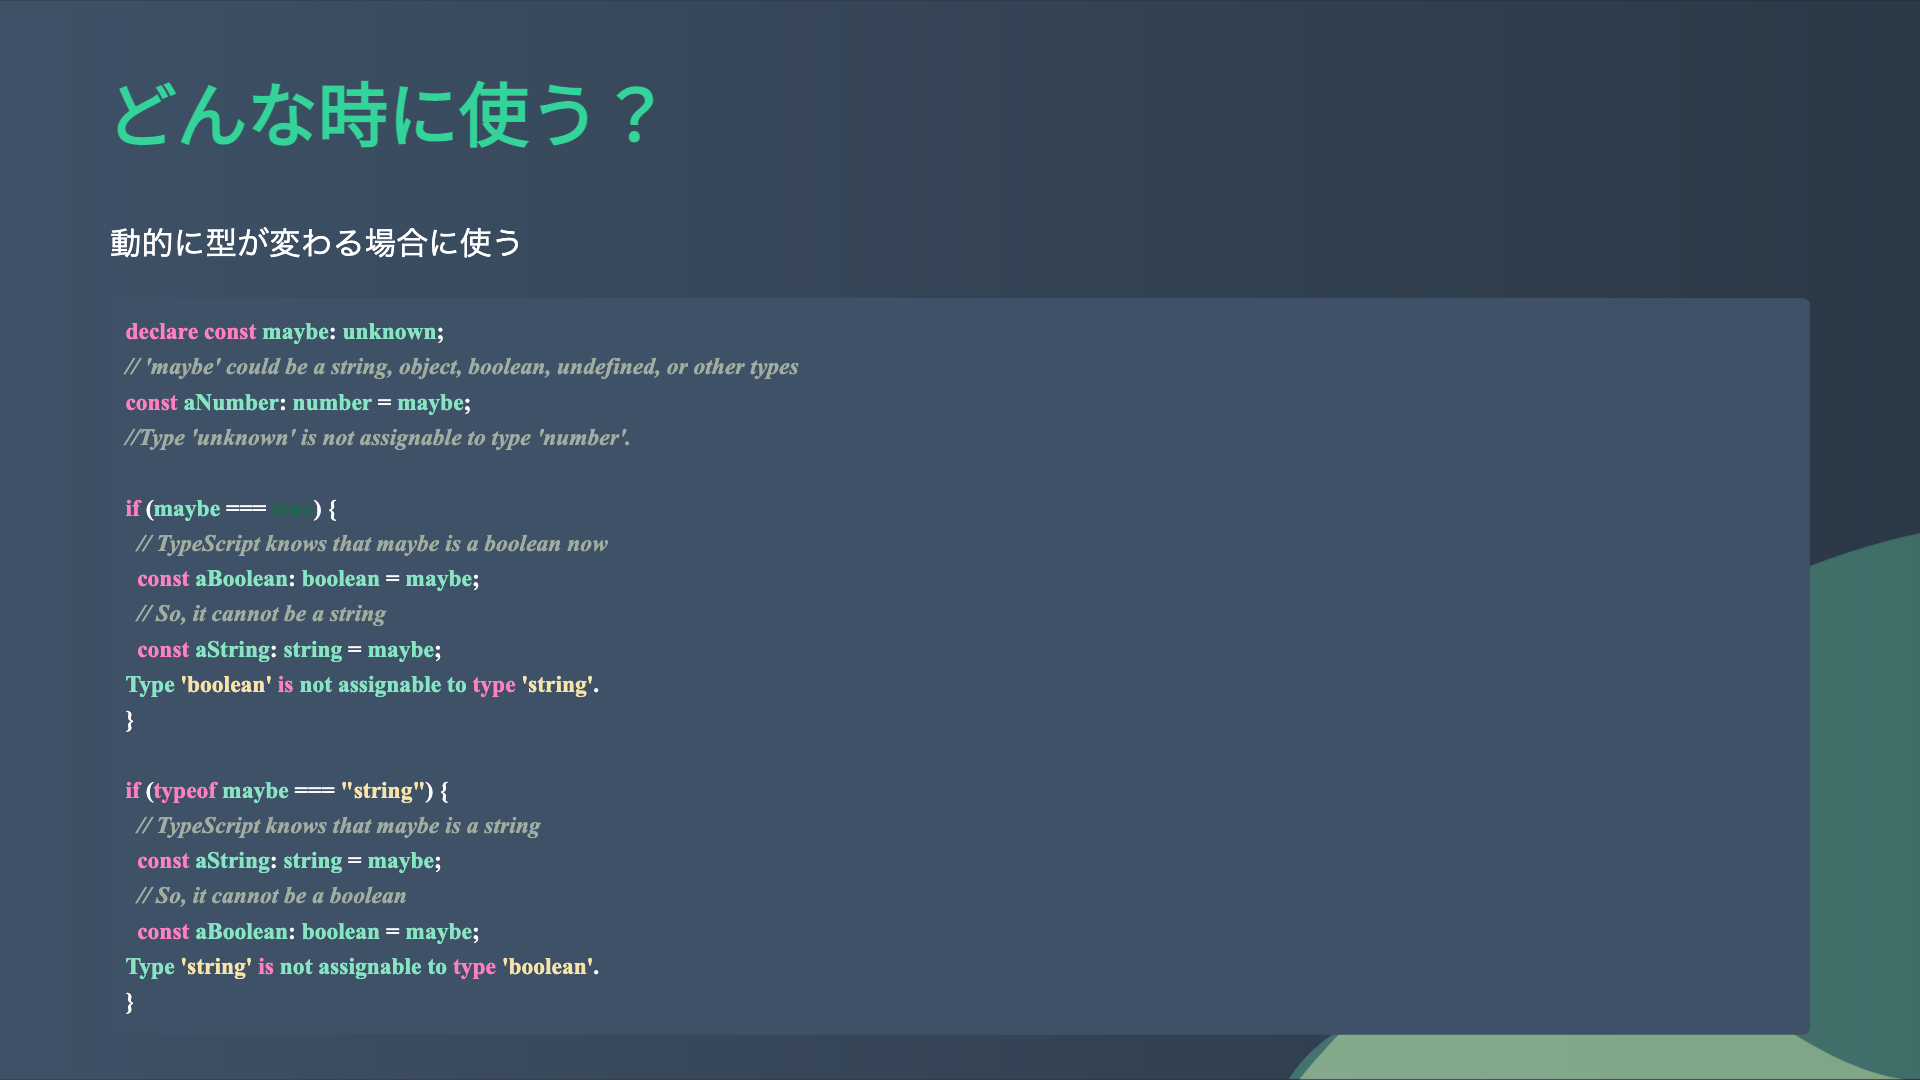 どんな時に使う？
動的に型が変わる場合に使う
declare const maybe: unknown;
// 'maybe' could be a string, object, boolean, undefined, or other types
const aNumber: number = maybe;
//Type 'unknown' is not assignable to type 'number'.
if (maybe === true) {
// TypeScript knows that maybe is a boolean now
const aBoolean: boolean = maybe;
// So, it cannot be a string
const aString: string = maybe;
Type 'boolean' is not assignable to type 'string'.
}
if (typeof maybe === "string") {
// TypeScript knows that maybe is a string
const aString: string = maybe;
// So, it cannot be a boolean
const aBoolean: boolean = maybe;
Type 'string' is not assignable to type 'boolean'.
}